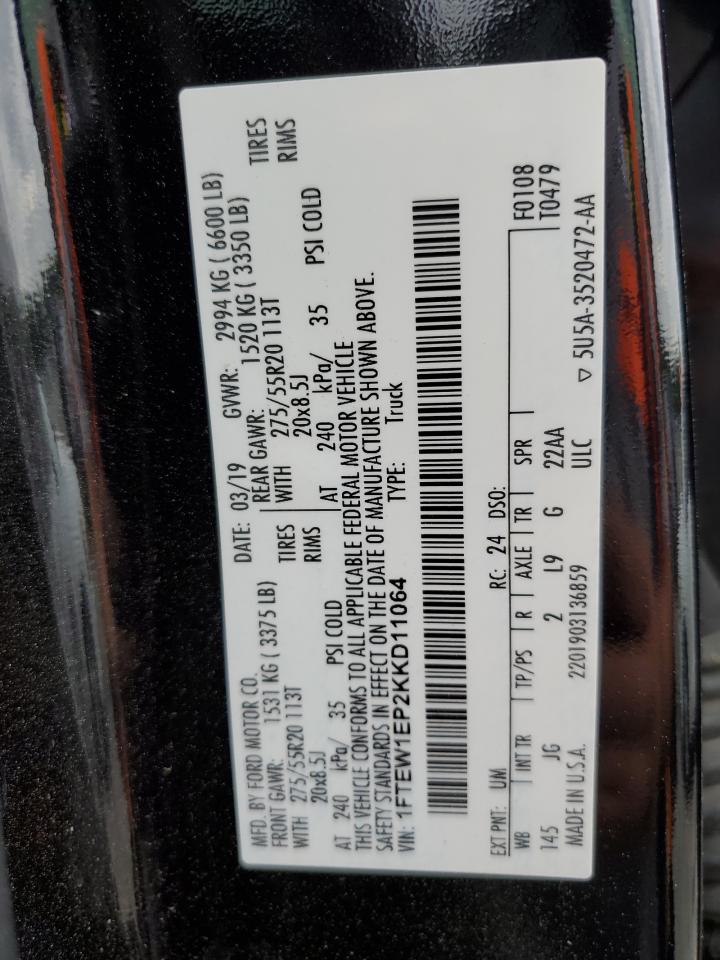 MFD. BY FORD MOTOR CO. DATE: 03/19 GVWR: 2994 KG ( 6600 LB)
FRONT GAWR: 1531 KG ( 3375 LB) REAR GAWR: 1520 KG ( 3350 LB)
WITH 275/55R20 113T TIRES WITH 275/55R20 113T TIRES
20x8.5J RIMS 20x8.5J RIMS
AT 240 kPa/ 35 PSI COLD AT 240 kPa/ 35 PSI COLD
THIS VEHICLE CONFORMS TO ALL APPLICABLE FEDERAL MOTOR VEHICLE
SAFETY STANDARDS IN EFFECT ON THE DATE OF MANUFACTURE SHOWN ABOVE.
VIN: 1FTEW1EP2KKD11064 TYPE: Truck
EXT PNT: UM RC: 24 DSO: F0108
WB INT TR TP/PS R AXLE TR SPR T0479
145 JG 2 L9 G 22AA
MADE IN U.S.A. 2201903136859 ULC ▽ 5U5A-3520472-AA